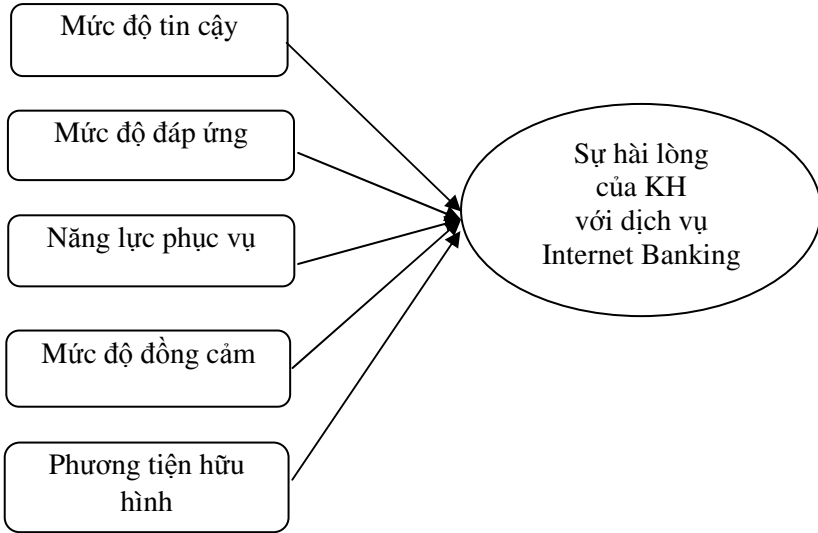 Mức độ tin cậy
Mức độ đáp ứng
Năng lực phục vụ
Mức độ đồng cảm
Phương tiện hữu
hình
Sự hài lòng
của KH
với dịch vụ
Internet Banking